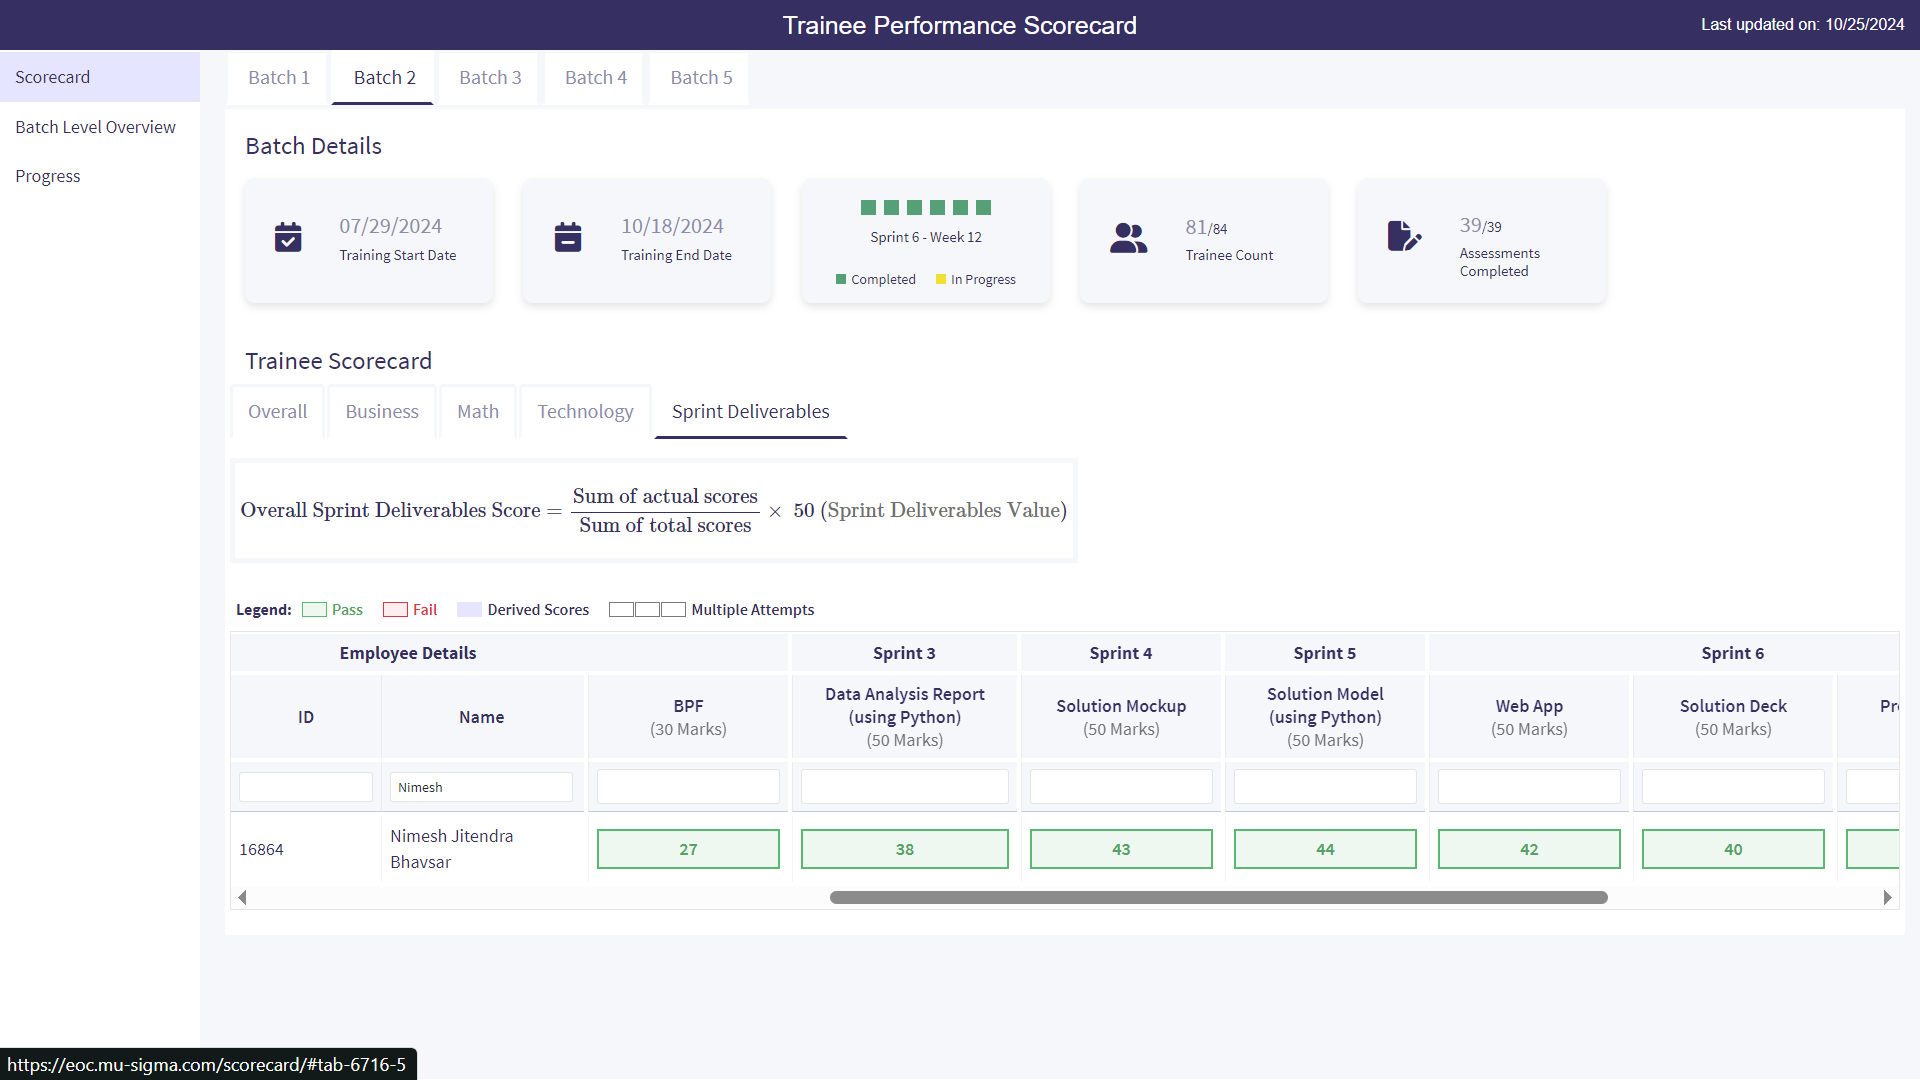 Trainee Performance Scorecard
Last updated on: 10/25/2024
Scorecard
Batch Level Overview
Progress
Batch 1
Batch 2
Batch 3
Batch 4
Batch 5
Batch Details
07/29/2024
Training Start Date
10/18/2024
Training End Date
Sprint 6 - Week 12
Completed
In Progress
81/84
Trainee Count
39/39
Assessments
Completed
Trainee Scorecard
Overall
Business
Math
Technology
Sprint Deliverables
Overall Sprint Deliverables Score = Sum of actual scores / Sum of total scores × 50 (Sprint Deliverables Value)
Legend: Pass Fail Derived Scores Multiple Attempts
Employee Details
Sprint 3
Sprint 4
Sprint 5
Sprint 6
ID
Name
BPF
(30 Marks)
Data Analysis Report
(using Python)
(50 Marks)
Solution Mockup
(50 Marks)
Solution Model
(using Python)
(50 Marks)
Web App
(50 Marks)
Solution Deck
(50 Marks)
Nimesh
16864
Nimesh Jitendra
Bhavsar
27
38
43
44
42
40
https://eoc.mu-sigma.com/scorecard/#tab-6716-5